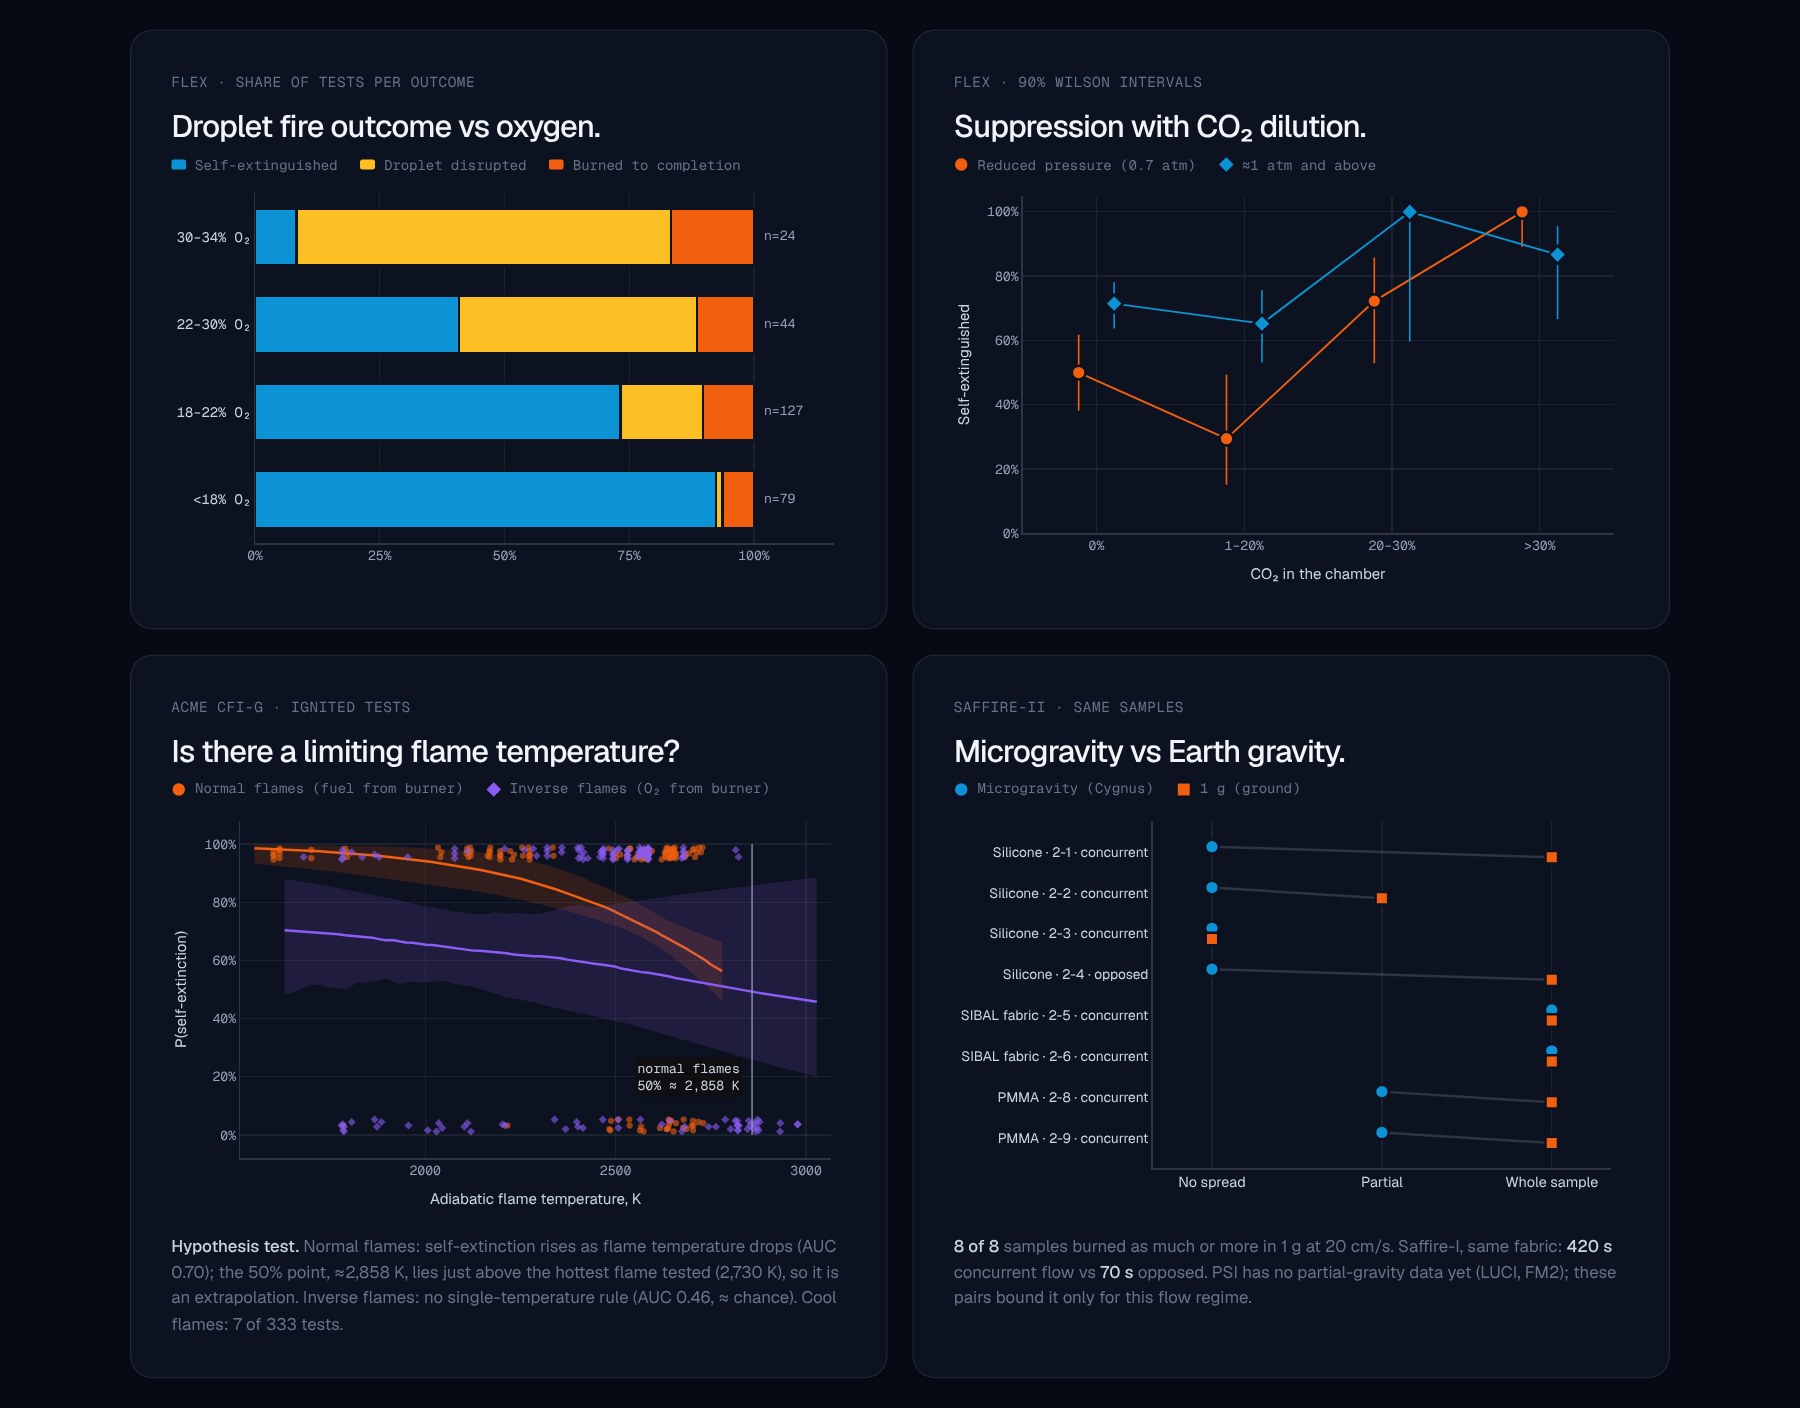 FLEX · SHARE OF TESTS PER OUTCOME
Droplet fire outcome vs oxygen.
Self-extinguished Droplet disrupted Burned to completion
30-34% O₂ n=24
22-30% O₂ n=44
18-22% O₂ n=127
<18% O₂ n=79
0% 25% 50% 75% 100%
FLEX · 90% WILSON INTERVALS
Suppression with CO₂ dilution.
Reduced pressure (0.7 atm) ≈1 atm and above
100%
80%
60%
40%
20%
0%
Self-extinguished
0% 1-20% 20-30% >30%
CO₂ in the chamber
ACME CFI-G · IGNITED TESTS
Is there a limiting flame temperature?
Normal flames (fuel from burner) Inverse flames (O₂ from burner)
100%
80%
60%
40%
20%
0%
P(self-extinction)
normal flames
50% ≈ 2,858 K
2000 2500 3000
Adiabatic flame temperature, K
Hypothesis test. Normal flames: self-extinction rises as flame temperature drops (AUC
0.70); the 50% point, ≈2,858 K, lies just above the hottest flame tested (2,730 K), so it is
an extrapolation. Inverse flames: no single-temperature rule (AUC 0.46, ≈ chance). Cool
flames: 7 of 333 tests.
SAFFIRE-II · SAME SAMPLES
Microgravity vs Earth gravity.
Microgravity (Cygnus) 1 g (ground)
Silicone · 2-1 · concurrent
Silicone · 2-2 · concurrent
Silicone · 2-3 · concurrent
Silicone · 2-4 · opposed
SIBAL fabric · 2-5 · concurrent
SIBAL fabric · 2-6 · concurrent
PMMA · 2-8 · concurrent
PMMA · 2-9 · concurrent
No spread Partial Whole sample
8 of 8 samples burned as much or more in 1 g at 20 cm/s. Saffire-I, same fabric: 420 s
concurrent flow vs 70 s opposed. PSI has no partial-gravity data yet (LUCI, FM2); these
pairs bound it only for this flow regime.